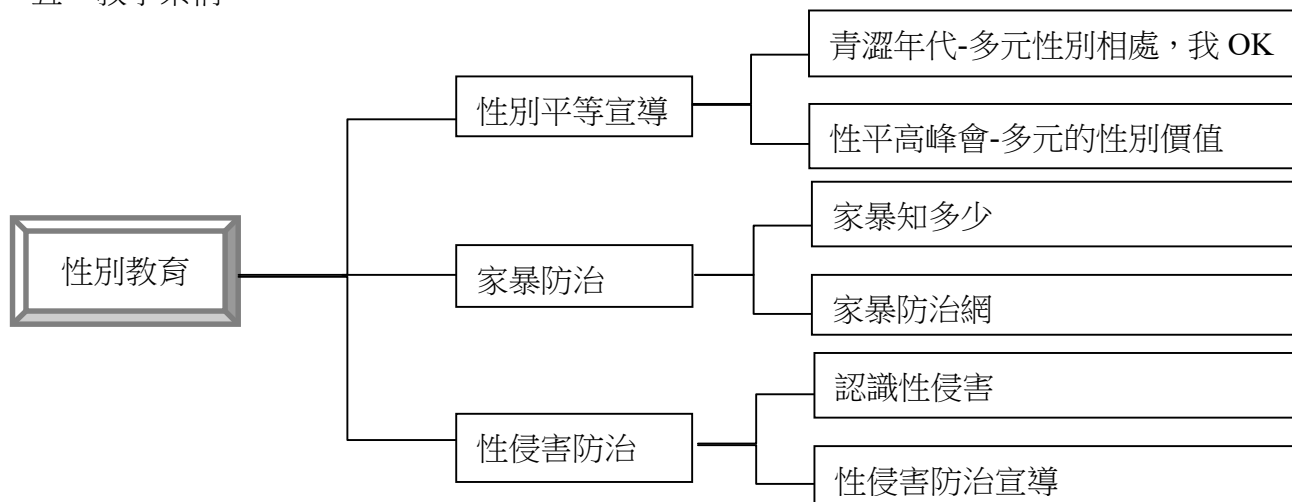 青澀年代-多元性別相處，我 OK
性別平等宣導
性平高峰會-多元的性別價值
家暴知多少
性別教育
家暴防治
家暴防治網
認識性侵害
性侵害防治
性侵害防治宣導